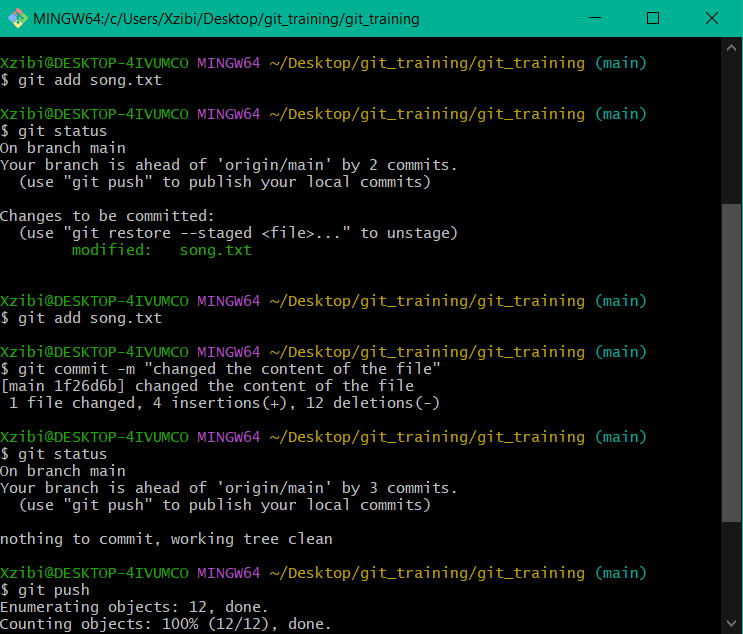 MINGW64:/c/Users/Xzibi/Desktop/git_training/git_training
Xzibi@DESKTOP-4IVUMCO MINGW64 ~/Desktop/git_training/git_training (main)
$ git add song.txt
Xzibi@DESKTOP-4IVUMCO MINGW64 ~/Desktop/git_training/git_training (main)
$ git status
On branch main
Your branch is ahead of 'origin/main' by 2 commits.
  (use "git push" to publish your local commits)
Changes to be committed:
  (use "git restore --staged <file>..." to unstage)
        modified:   song.txt
Xzibi@DESKTOP-4IVUMCO MINGW64 ~/Desktop/git_training/git_training (main)
$ git add song.txt
Xzibi@DESKTOP-4IVUMCO MINGW64 ~/Desktop/git_training/git_training (main)
$ git commit -m "changed the content of the file"
[main 1f26d6b] changed the content of the file
 1 file changed, 4 insertions(+), 12 deletions(-)
Xzibi@DESKTOP-4IVUMCO MINGW64 ~/Desktop/git_training/git_training (main)
$ git status
On branch main
Your branch is ahead of 'origin/main' by 3 commits.
  (use "git push" to publish your local commits)
nothing to commit, working tree clean
Xzibi@DESKTOP-4IVUMCO MINGW64 ~/Desktop/git_training/git_training (main)
$ git push
Enumerating objects: 12, done.
Counting objects: 100% (12/12), done.